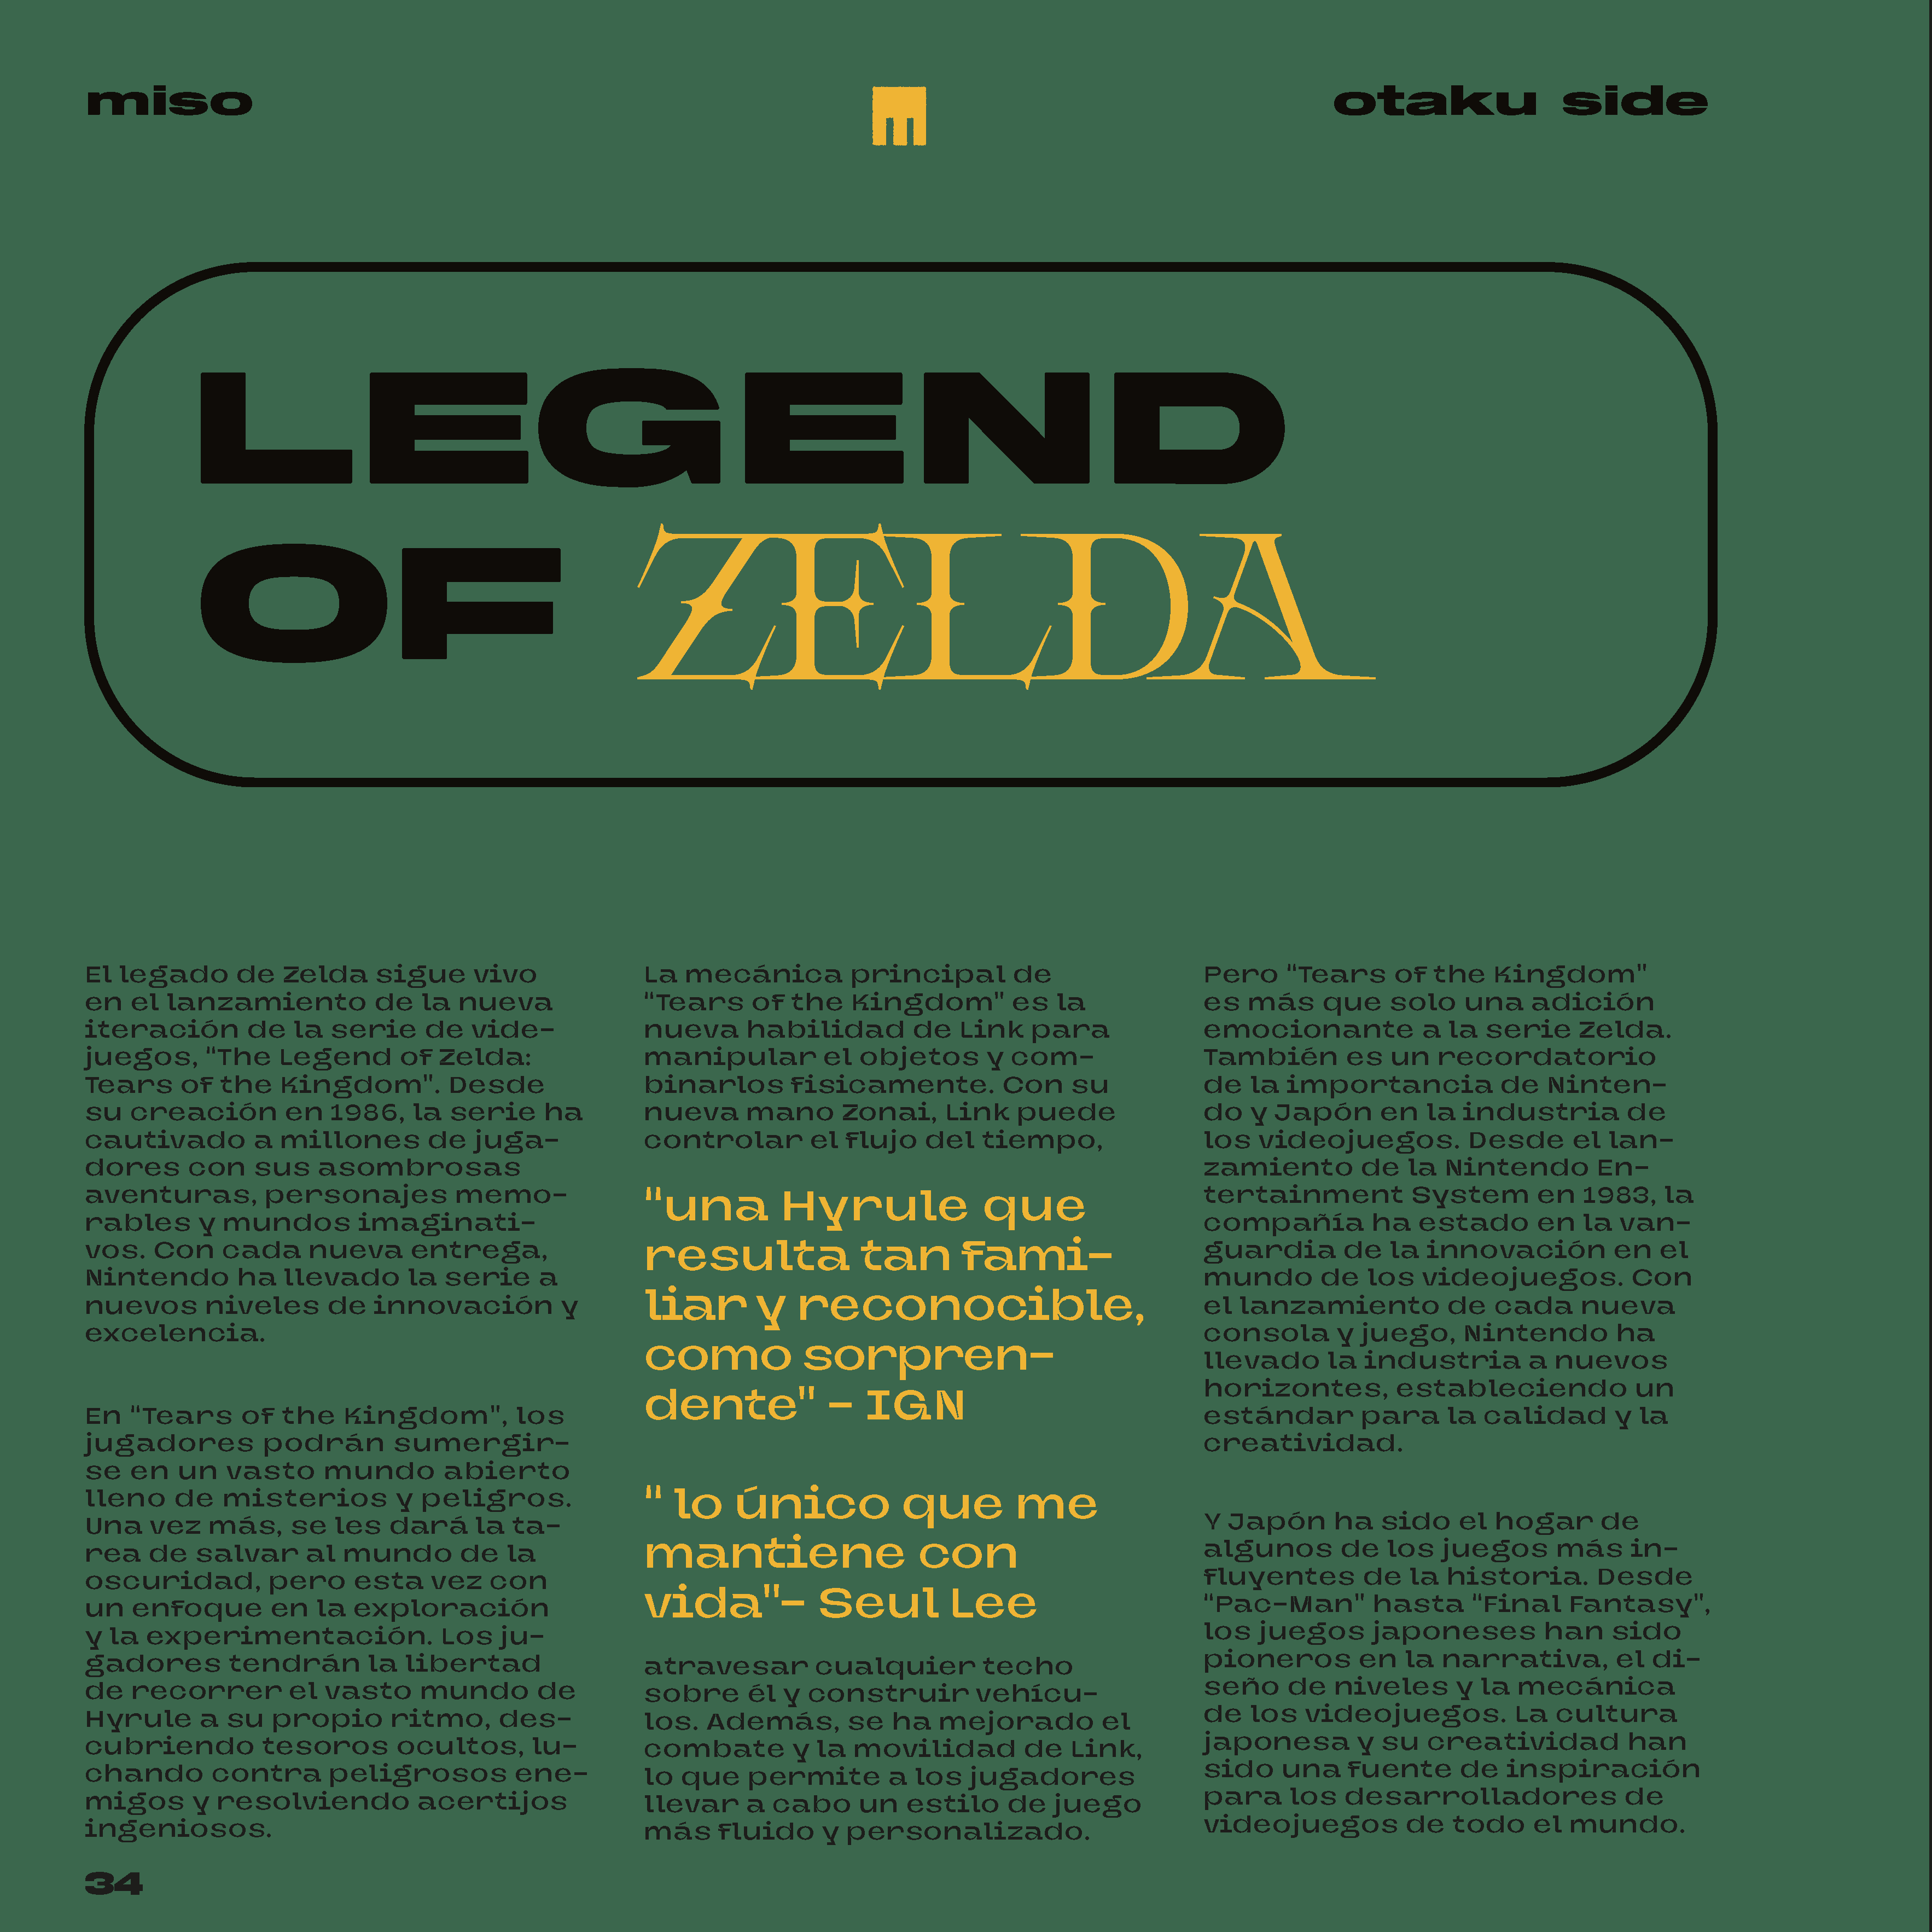 miso
otaku side
LEGEND
OF ZELDA
El legado de Zelda sigue vivo
en el lanzamiento de la nueva
iteración de la serie de vide-
juegos, “The Legend of Zelda:
Tears of the Kingdom”. Desde
su creación en 1986, la serie ha
cautivado a millones de juga-
dores con sus asombrosas
aventuras, personajes memo-
rables y mundos imaginati-
vos. Con cada nueva entrega,
Nintendo ha llevado la serie a
nuevos niveles de innovación y
excelencia.
En “Tears of the Kingdom”, los
jugadores podrán sumergir-
se en un vasto mundo abierto
lleno de misterios y peligros.
Una vez más, se les dará la ta-
rea de salvar al mundo de la
oscuridad, pero esta vez con
un enfoque en la exploración
y la experimentación. Los ju-
gadores tendrán la libertad
de recorrer el vasto mundo de
Hyrule a su propio ritmo, des-
cubriendo tesoros ocultos, lu-
chando contra peligrosos ene-
migos y resolviendo acertijos
ingeniosos.
La mecánica principal de
“Tears of the Kingdom” es la
nueva habilidad de Link para
manipular el objetos y com-
binarlos fisicamente. Con su
nueva mano Zonai, Link puede
controlar el flujo del tiempo,
"una Hyrule que
resulta tan fami-
liar y reconocible,
como sorpren-
dente" - IGN
" lo único que me
mantiene con
vida"- Seul Lee
atravesar cualquier techo
sobre él y construir vehícu-
los. Además, se ha mejorado el
combate y la movilidad de Link,
lo que permite a los jugadores
llevar a cabo un estilo de juego
más fluido y personalizado.
Pero “Tears of the Kingdom”
es más que solo una adición
emocionante a la serie Zelda.
También es un recordatorio
de la importancia de Ninten-
do y Japón en la industria de
los videojuegos. Desde el lan-
zamiento de la Nintendo En-
tertainment System en 1983, la
compañía ha estado en la van-
guardia de la innovación en el
mundo de los videojuegos. Con
el lanzamiento de cada nueva
consola y juego, Nintendo ha
llevado la industria a nuevos
horizontes, estableciendo un
estándar para la calidad y la
creatividad.
Y Japón ha sido el hogar de
algunos de los juegos más in-
fluyentes de la historia. Desde
“Pac-Man” hasta “Final Fantasy”,
los juegos japoneses han sido
pioneros en la narrativa, el di-
seño de niveles y la mecánica
de los videojuegos. La cultura
japonesa y su creatividad han
sido una fuente de inspiración
para los desarrolladores de
videojuegos de todo el mundo.
34